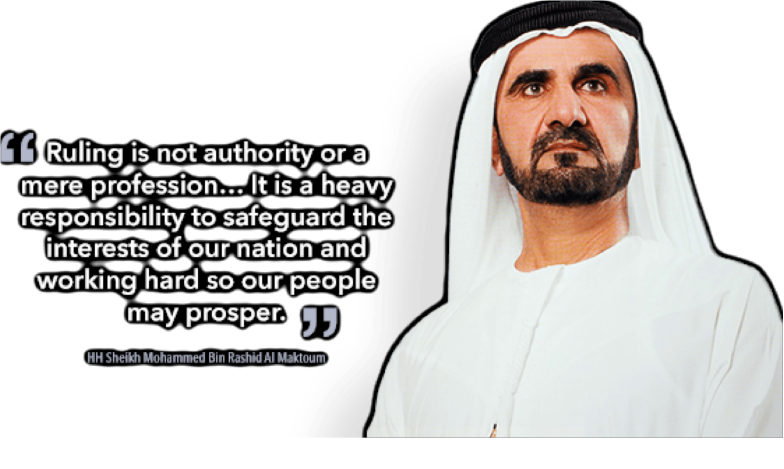 “ Ruling is not authority or a
mere profession... It is a heavy
responsibility to safeguard the
interests of our nation and
working hard so our people
may prosper. ”
HH Sheikh Mohammed Bin Rashid Al Maktoum